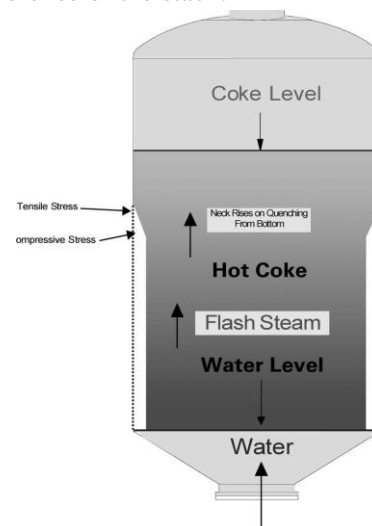 Coke Level
Tensile Stress
Neck Rises on Quenching
From Bottom
ompressive Stress
Hot Coke
Flash Steam
Water Level
Water